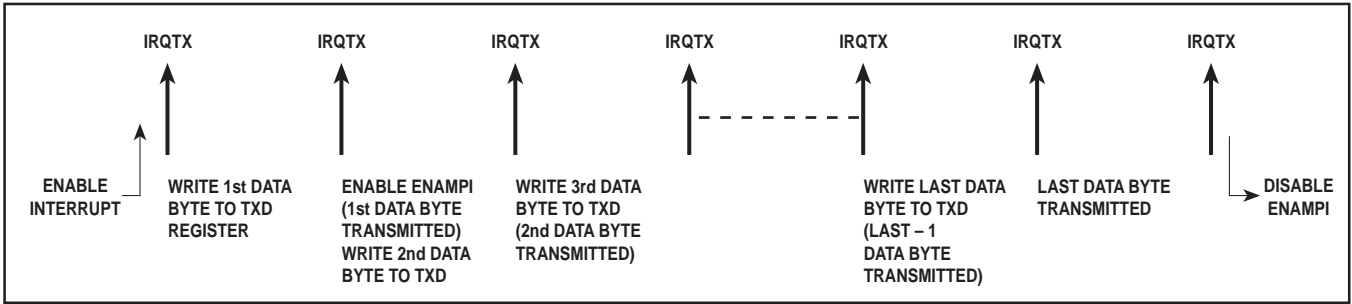 IRQTX IRQTX IRQTX IRQTX IRQTX IRQTX IRQTX
ENABLE
INTERRUPT
WRITE 1st DATA
BYTE TO TXD
REGISTER
ENABLE ENAMPI
(1st DATA BYTE
TRANSMITTED)
WRITE 2nd DATA
BYTE TO TXD
WRITE 3rd DATA
BYTE TO TXD
(2nd DATA BYTE
TRANSMITTED)
WRITE LAST DATA
BYTE TO TXD
(LAST – 1
DATA BYTE
TRANSMITTED)
LAST DATA BYTE
TRANSMITTED
DISABLE
ENAMPI